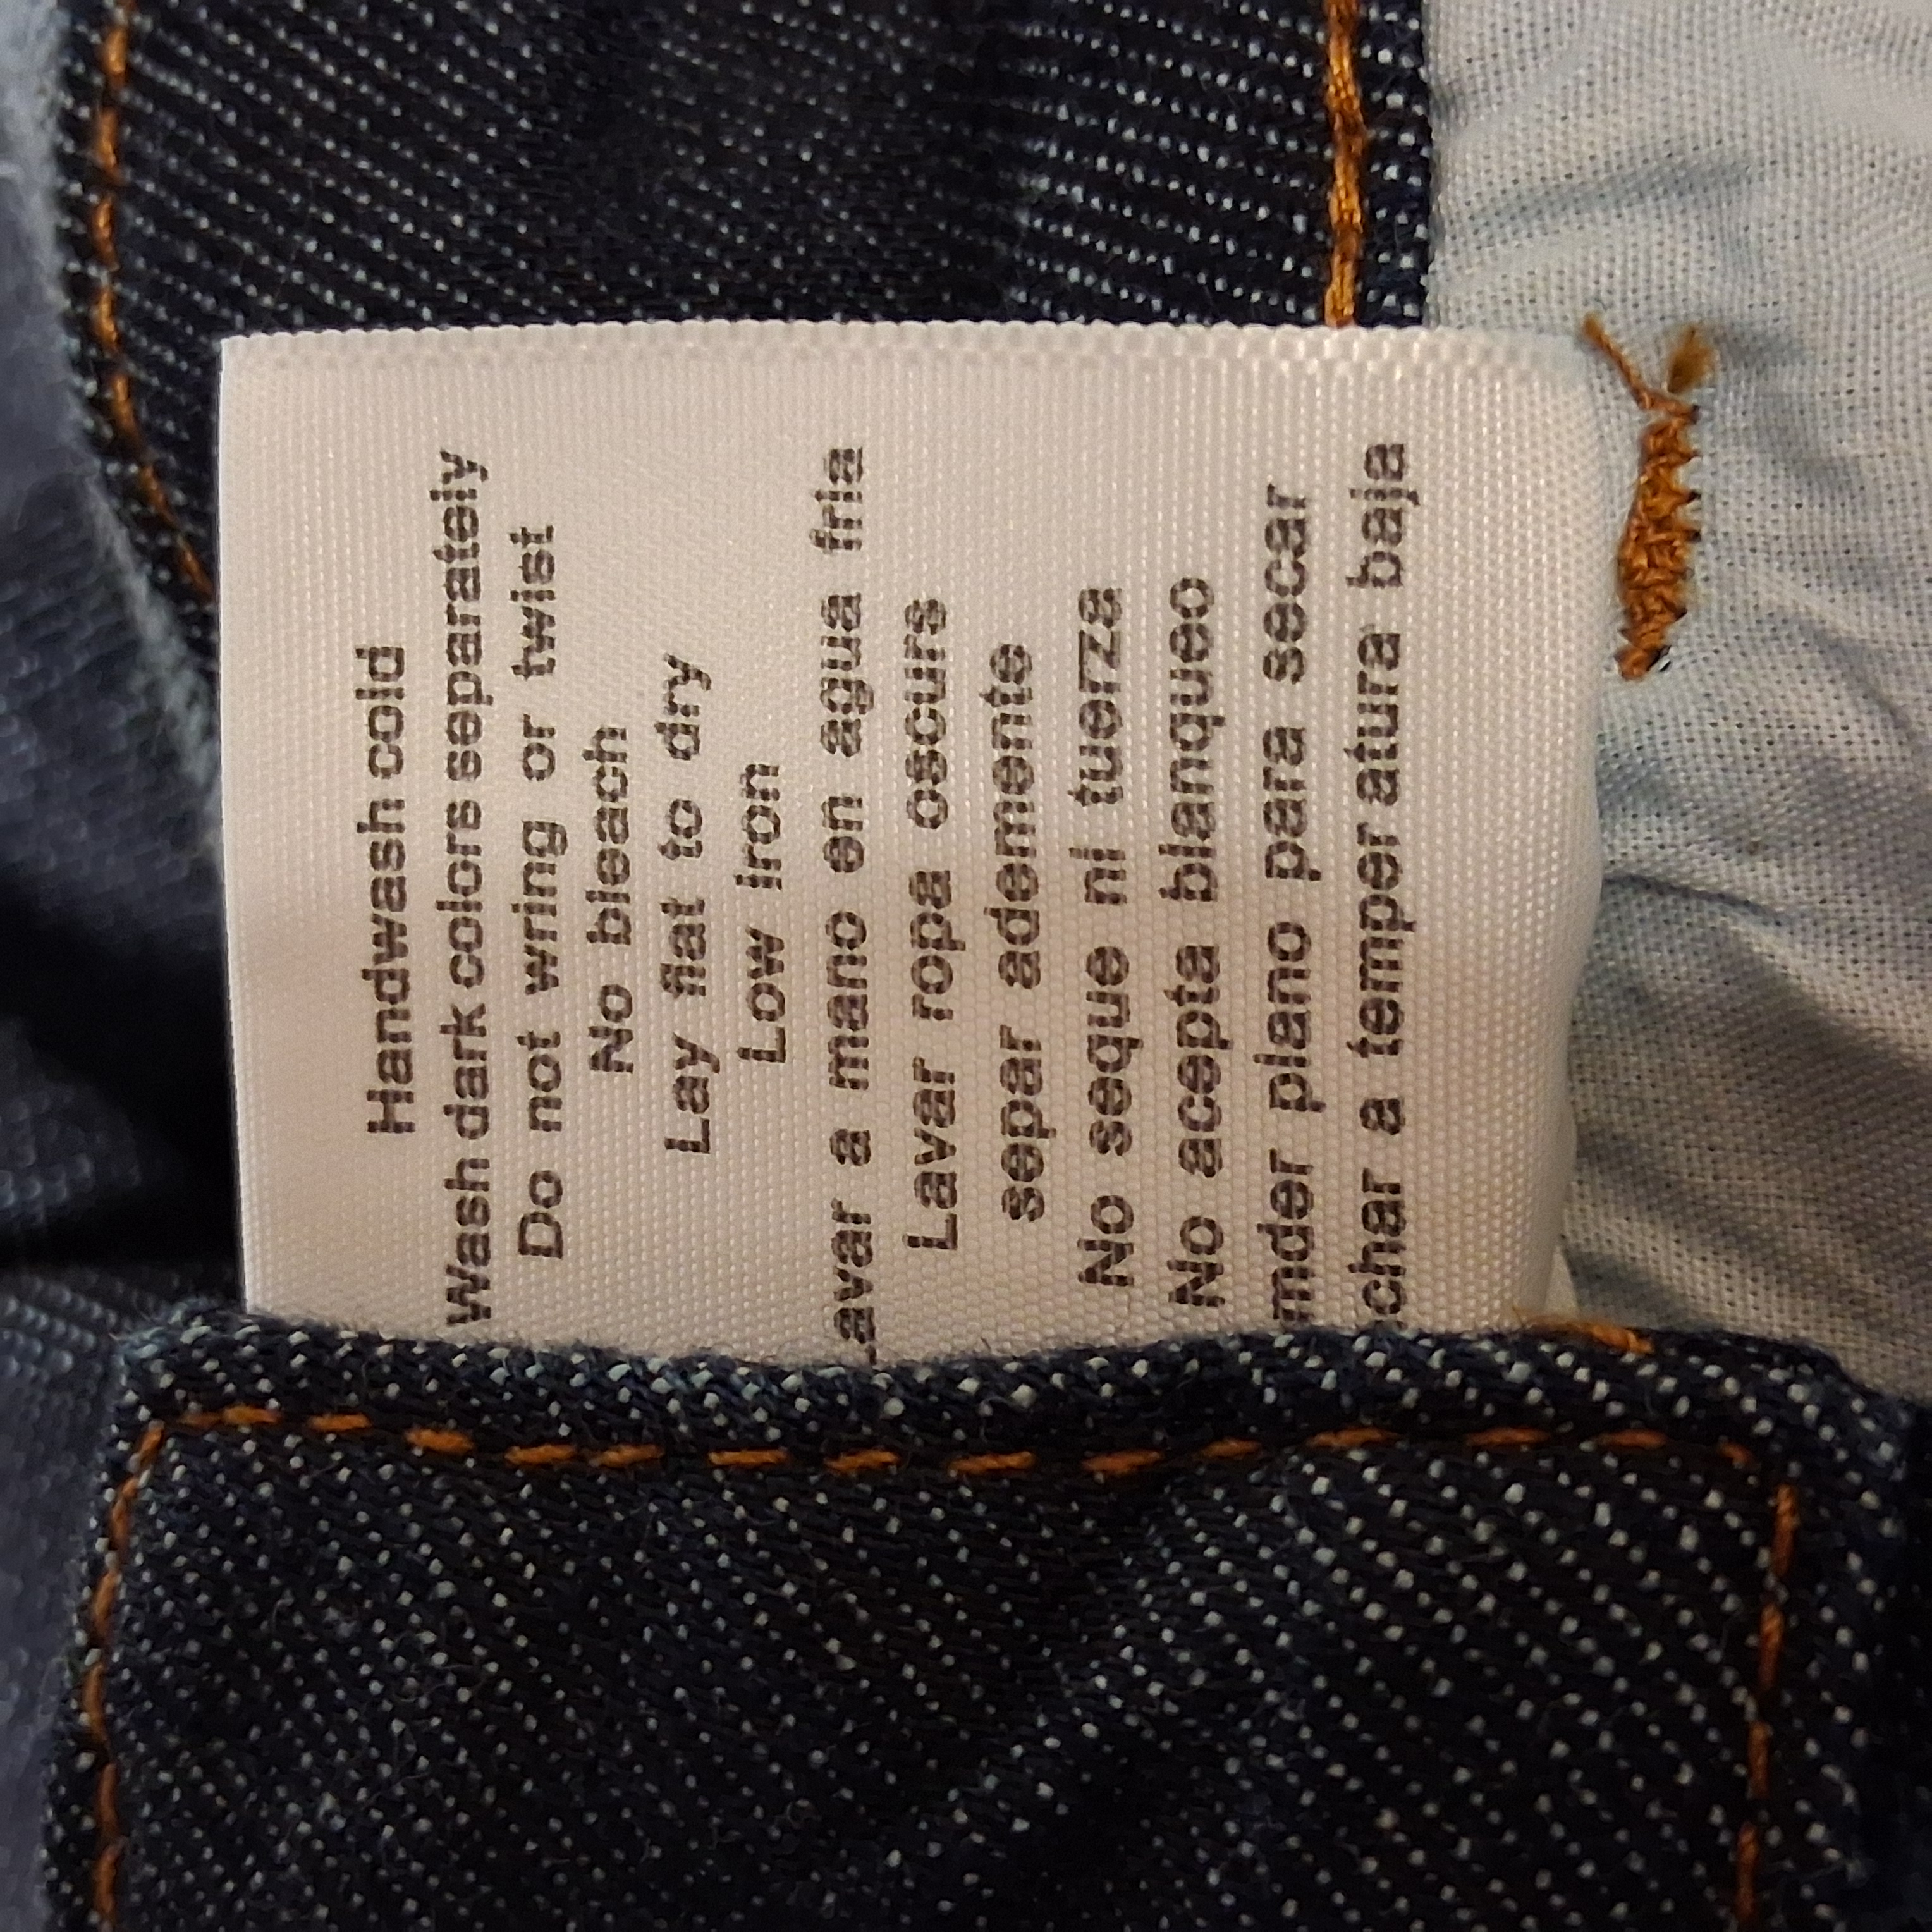 Handwash cold
Wash dark colors separately
Do not wring or twist
No bleach
Lay flat to dry
Low iron
avar a mano en agua fria
Lavar ropa oscurs
separ ademente
No seque ni tuerza
No acepta blanqueo
nder plano para secar
char a temper atura baja